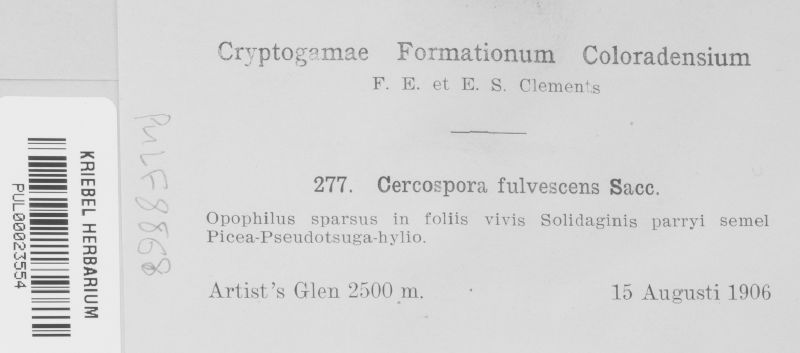 Cryptogamae Formationum Coloradensium
F. E. et E. S. Clements
277. Cercospora fulvescens Sacc.
Opophilus sparsus in foliis vivis Solidaginis parryi semel
Picea-Pseudotsuga-hylio.
Artist's Glen 2500 m. 15 Augusti 1906
KRIEBEL HERBARIUM
PUL00023554
PULF8868